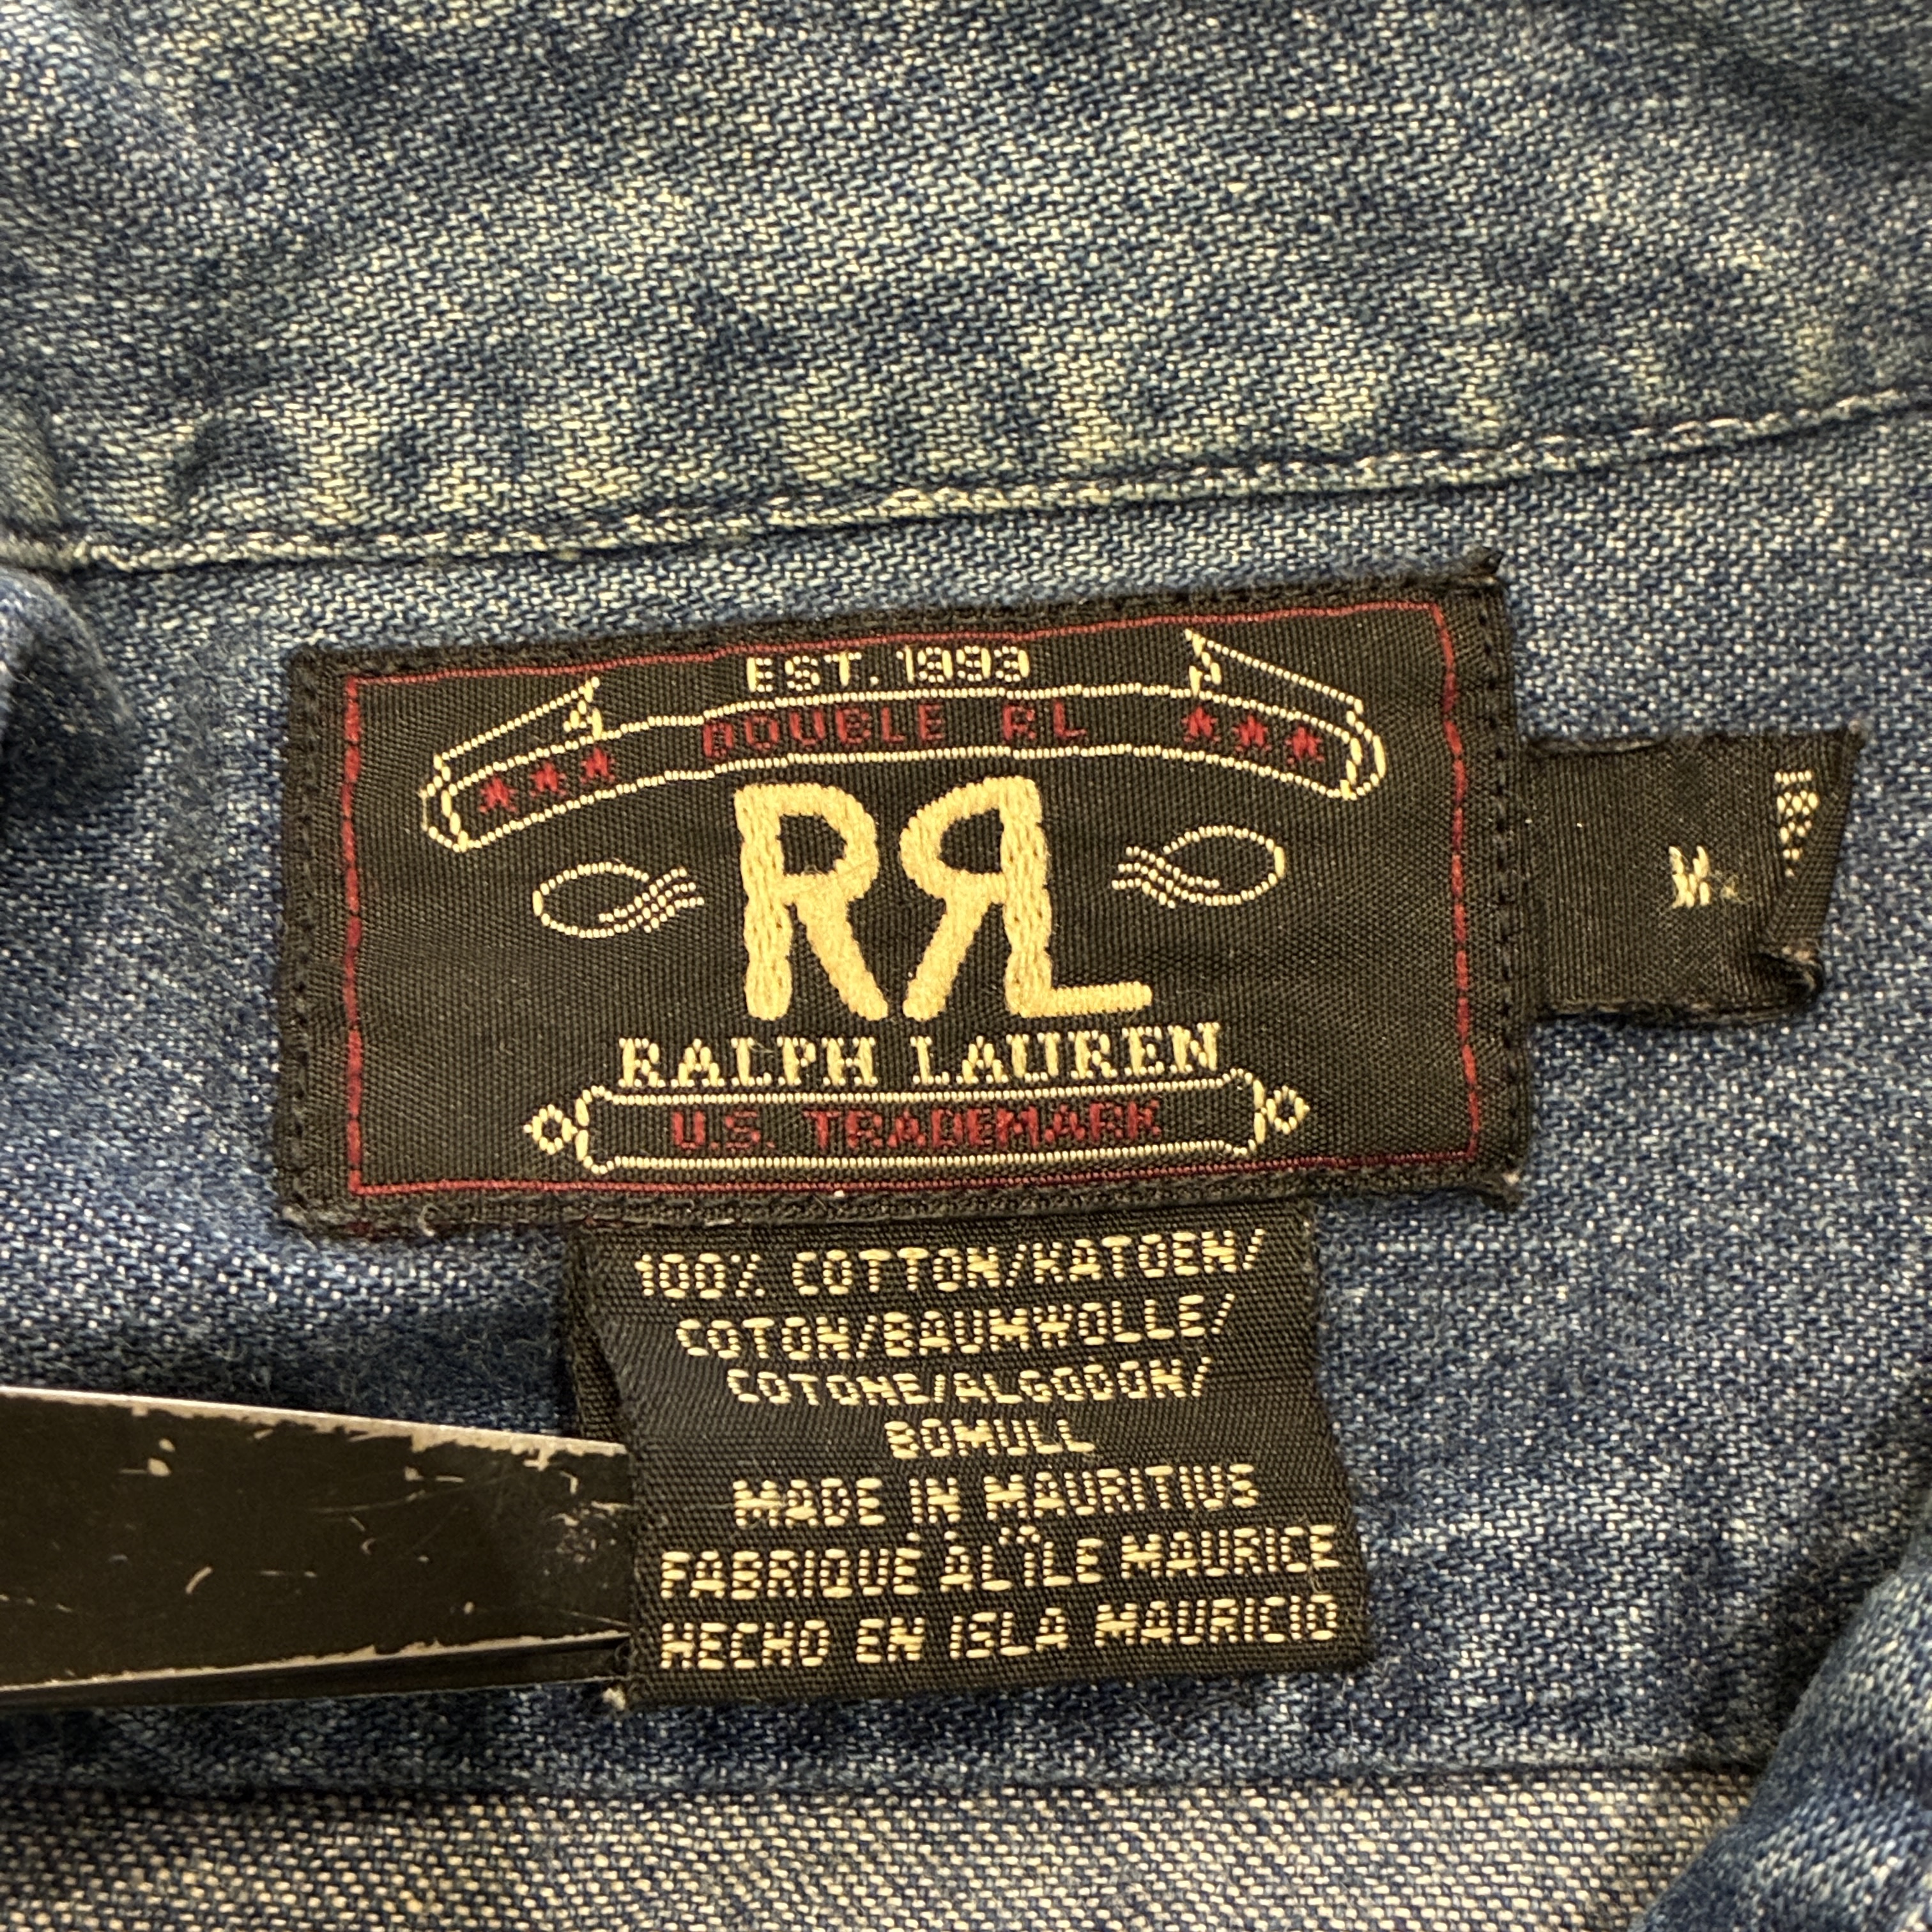 EST. 1993
★★★ DOUBLE RL ★★★
RRL
RALPH LAUREN
U.S. TRADEMARK
M
100% COTTON/KATOEN/
COTON/BAUMWOLLE/
COTONE/ALGODON/
BOMULL
MADE IN MAURITIUS
FABRIQUÉ À L'ÎLE MAURICE
HECHO EN ISLA MAURICIO